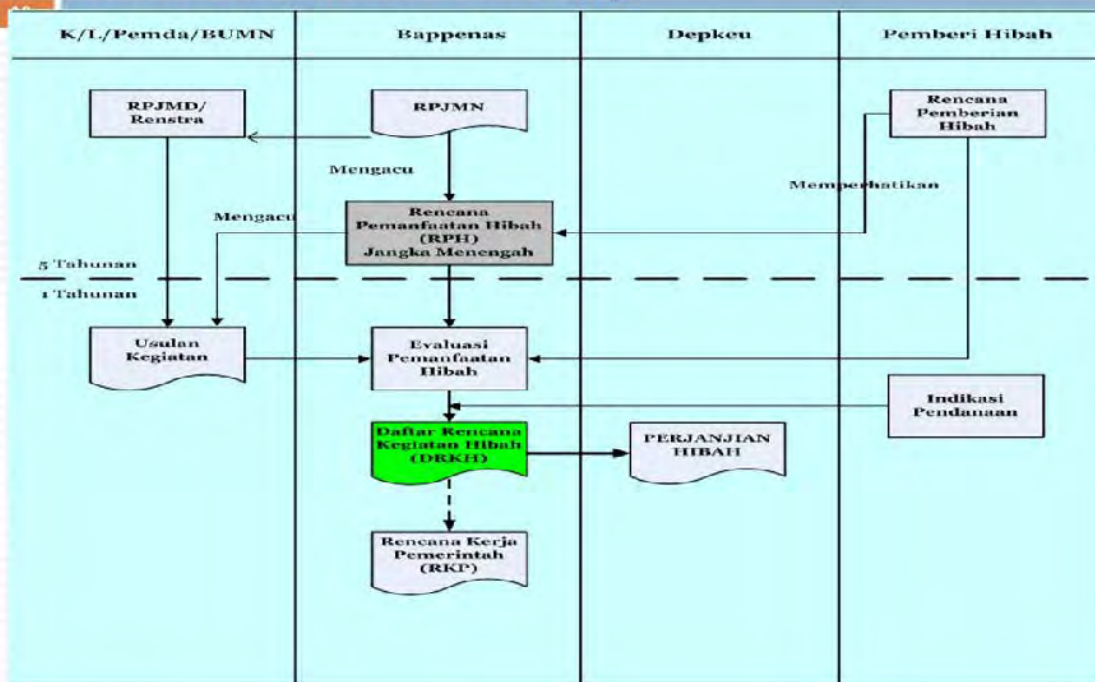 K/L/Pemda/BUMN
Bappenas
Depkeu
Pemberi Hibah
RPJMD/
Renstra
RPJMN
Rencana
Pemberian
Hibah
Mengacu
Memperhatikan
Mengacu
Rencana
Pemanfaatan Hibah
(RPH)
Jangka Menengah
5 Tahunan
1 Tahunan
Usulan
Kegiatan
Evaluasi
Pemanfaatan
Hibah
Indikasi
Pendanaan
Daftar Rencana
Kegiatan Hibah
(DRKH)
PERJANJIAN
HIBAH
Rencana Kerja
Pemerintah
(RKP)